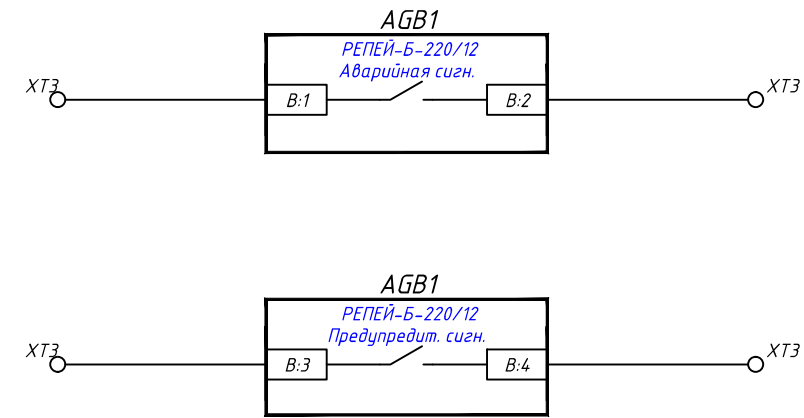 AGB1
РЕПЕЙ-Б-220/12
Аварийная сигн.
XT3 B:1 B:2 XT3
AGB1
РЕПЕЙ-Б-220/12
Предупредит. сигн.
XT3 B:3 B:4 XT3